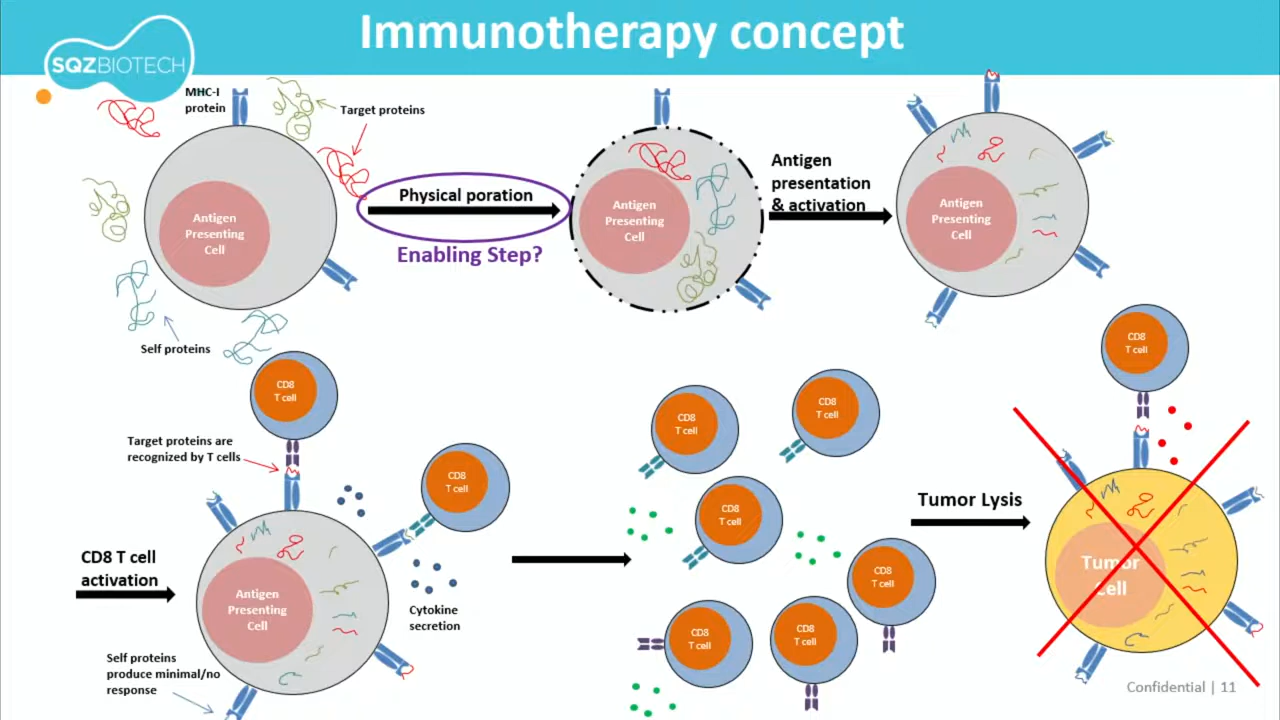 Immunotherapy concept
SQZBIOTECH
MHC-I
protein
Target proteins
Antigen
Presenting
Cell
Self proteins
Physical poration
Enabling Step?
Antigen
Presenting
Cell
Antigen
presentation
& activation
Antigen
Presenting
Cell
CD8
T cell
Target proteins are
recognized by T cells
CD8
T cell
CD8 T cell
activation
Antigen
Presenting
Cell
Cytokine
secretion
Self proteins
produce minimal/no
response
CD8
T cell
CD8
T cell
CD8
T cell
CD8
T cell
CD8
T cell
CD8
T cell
Tumor Lysis
CD8
T cell
Tumor
Cell
Confidential | 11